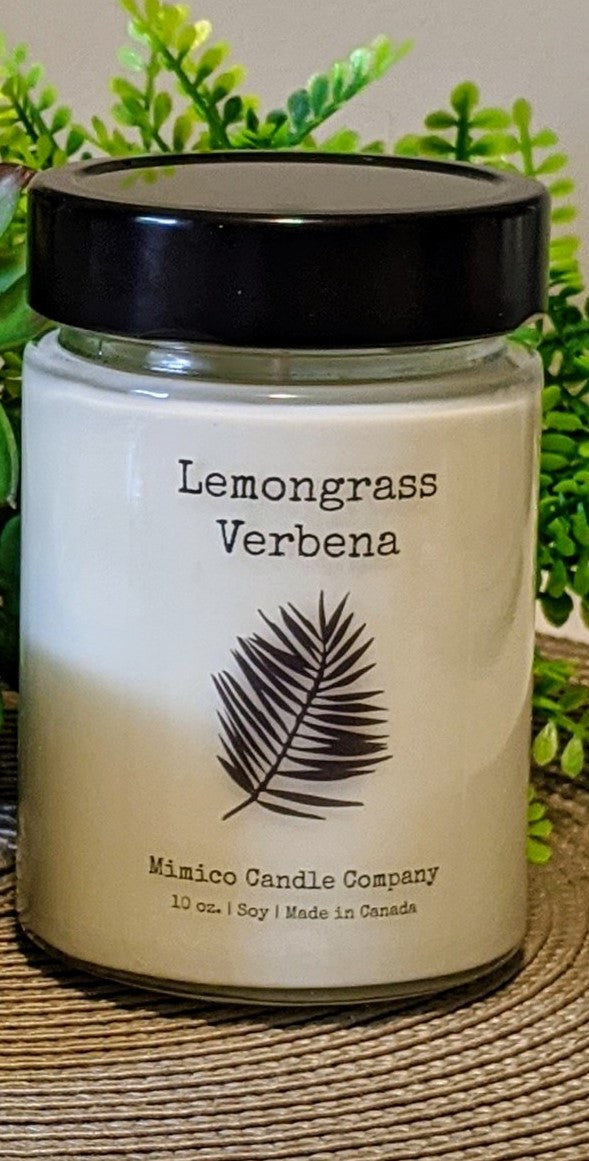 Lemongrass
Verbena
Mimico Candle Company
10 oz. | Soy | Made in Canada